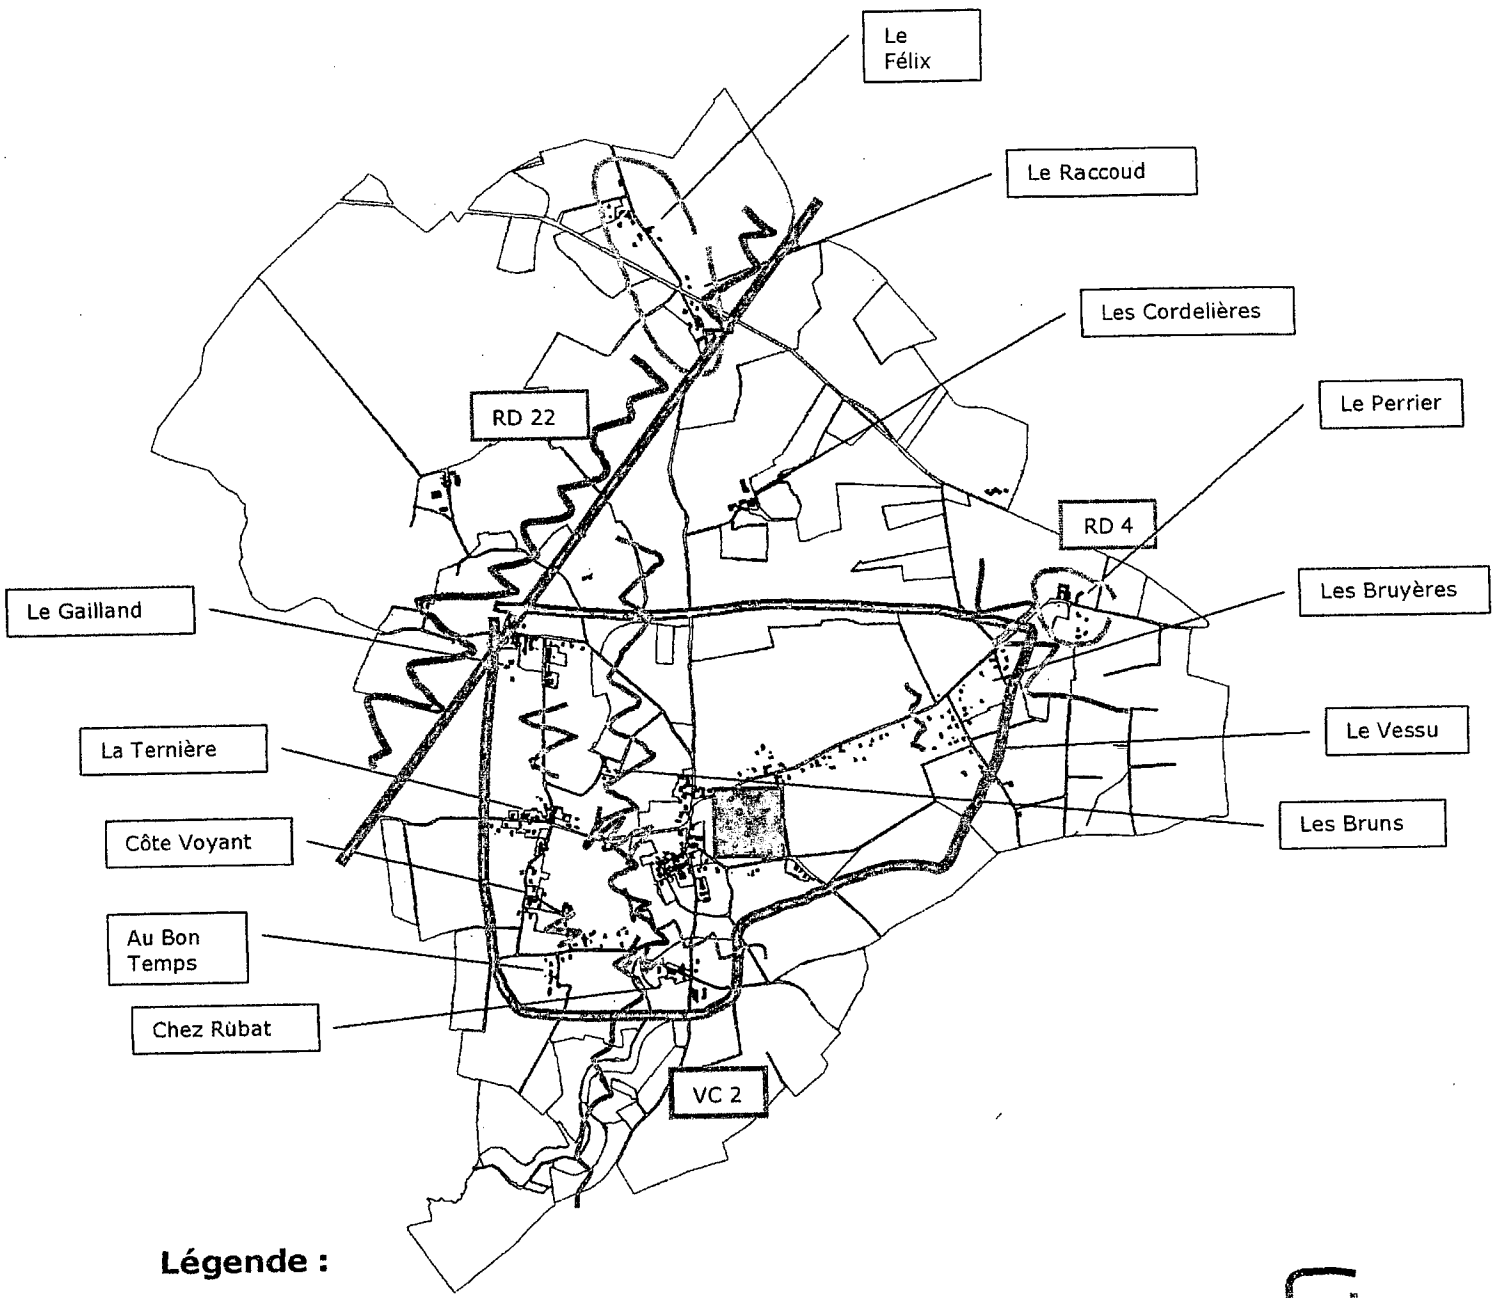 Le
Félix
Le Raccoud
Les Cordelières
Le Perrier
RD 22
RD 4
Les Bruyères
Le Gailland
Le Vessu
La Ternière
Les Bruns
Côte Voyant
Au Bon
Temps
Chez Rùbat
VC 2
Légende :